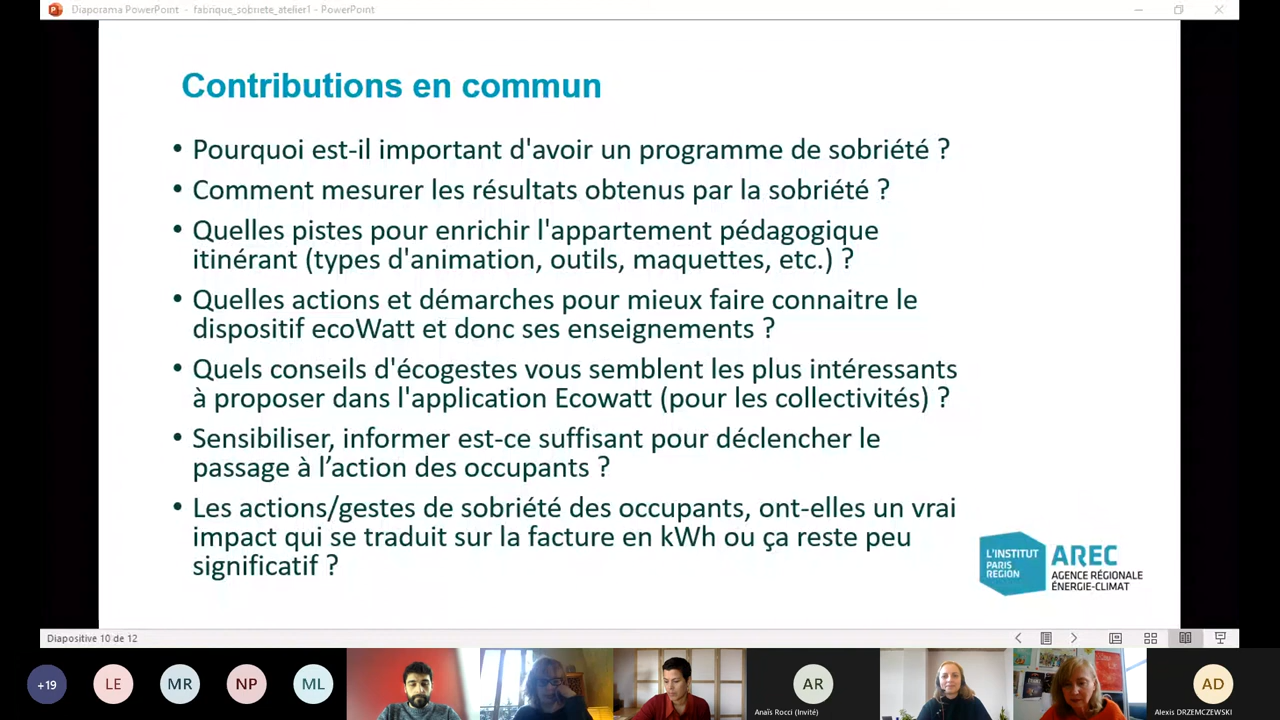 Diaporama PowerPoint - fabrique_sobriete_atelier1 - PowerPoint
Contributions en commun
• Pourquoi est-il important d'avoir un programme de sobriété ?
• Comment mesurer les résultats obtenus par la sobriété ?
• Quelles pistes pour enrichir l'appartement pédagogique
itinérant (types d'animation, outils, maquettes, etc.) ?
• Quelles actions et démarches pour mieux faire connaitre le
dispositif ecoWatt et donc ses enseignements ?
• Quels conseils d'écogestes vous semblent les plus intéressants
à proposer dans l'application Ecowatt (pour les collectivités) ?
• Sensibiliser, informer est-ce suffisant pour déclencher le
passage à l’action des occupants ?
• Les actions/gestes de sobriété des occupants, ont-elles un vrai
impact qui se traduit sur la facture en kWh ou ça reste peu
significatif ?
L'INSTITUT
PARIS
REGION
AREC
AGENCE RÉGIONALE
ÉNERGIE-CLIMAT
Diapositive 10 de 12
+19
LE
MR
NP
ML
AR
Anaïs Rocci (Invité)
AD
Alexis DRZEMCZEWSKI